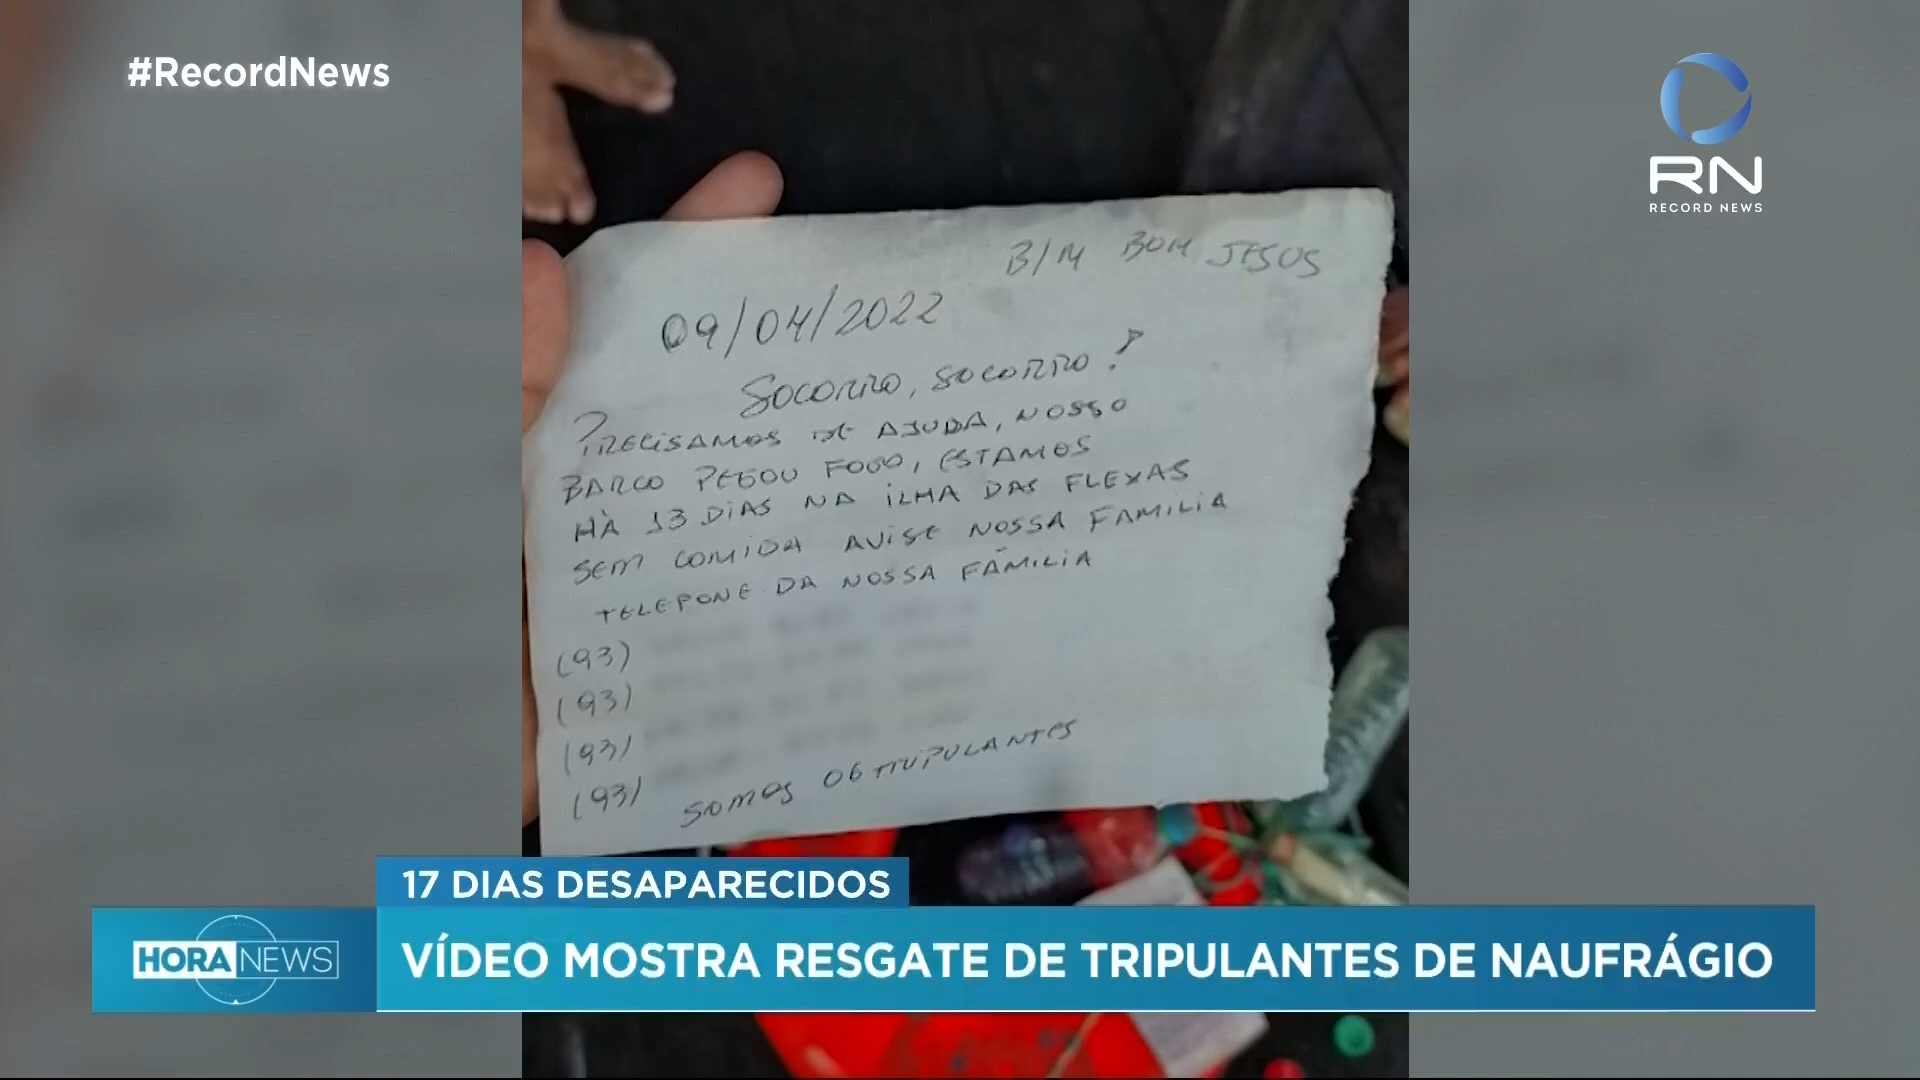 #RecordNews
RN
RECORD NEWS
B/M BOM JESUS
09/04/2022
SOCORRO, SOCORRO!
PRECISAMOS DE AJUDA, NOSSO
BARCO PEGOU FOGO, ESTAMOS
HÀ 13 DIAS NA ILHA DAS FLEXAS
SEM COMIDA AVISE NOSSA FAMILIA
TELEPONE DA NOSSA FAMILIA
(93)
(93)
(93)
(93)
SOMOS 06 TRIPULANTES
17 DIAS DESAPARECIDOS
HORA NEWS
VÍDEO MOSTRA RESGATE DE TRIPULANTES DE NAUFRÁGIO